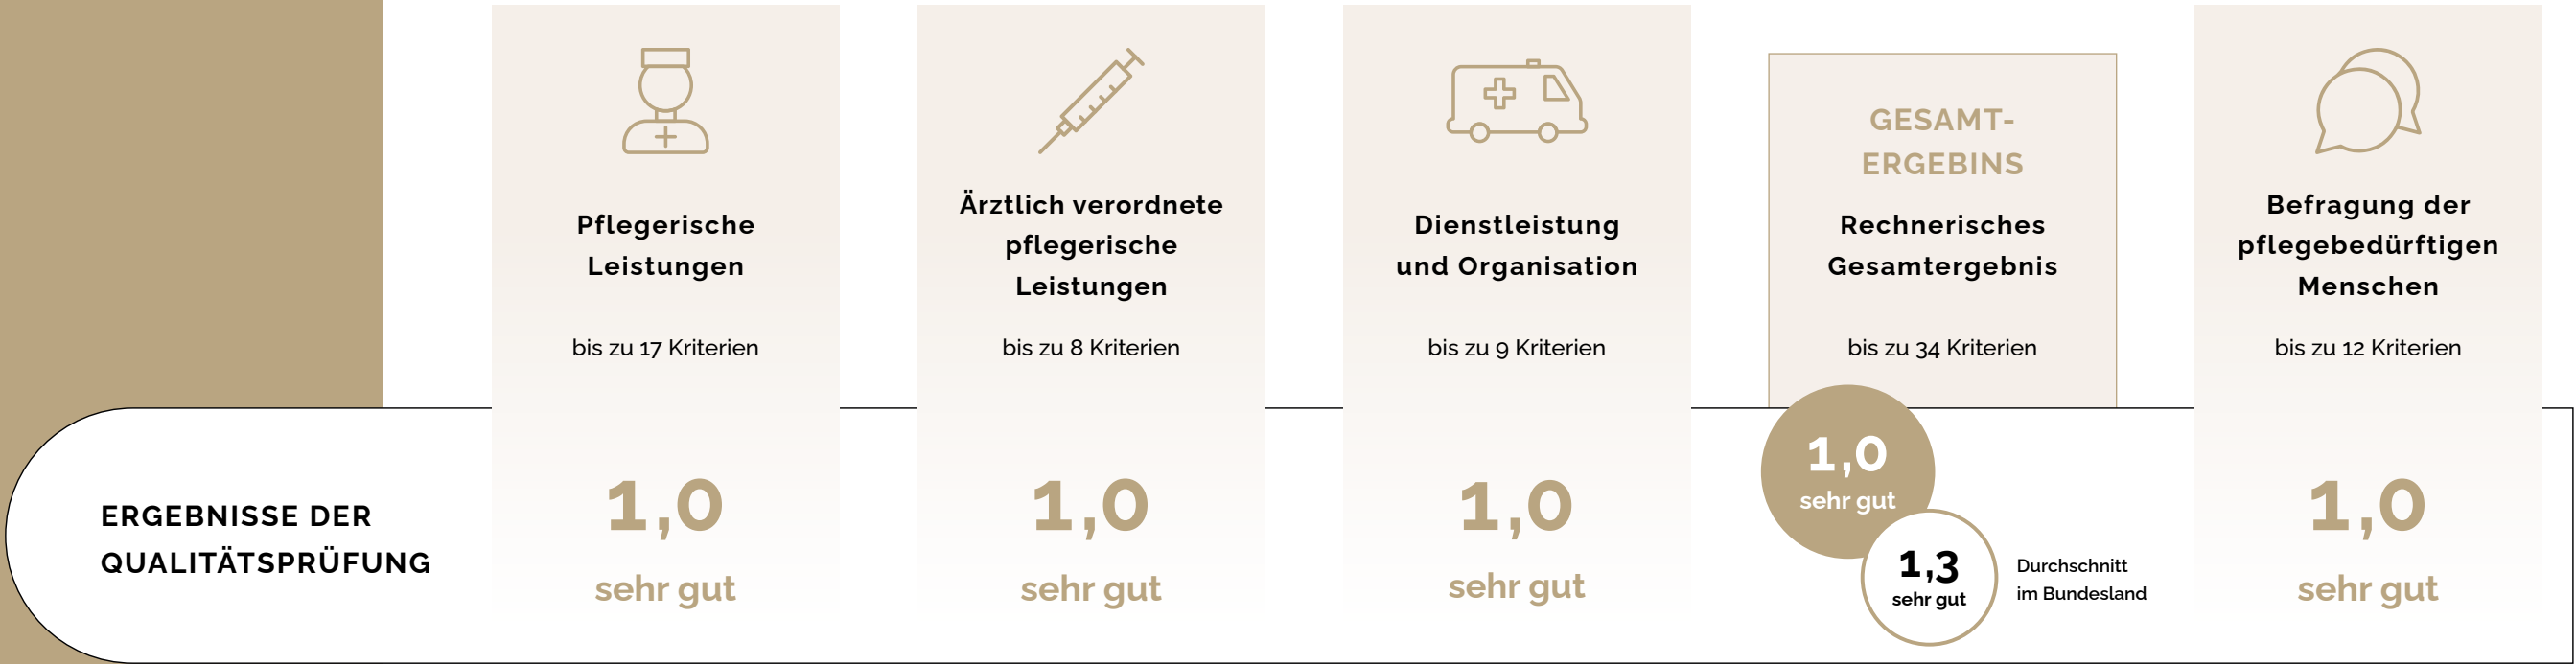 Pflegerische
Leistungen
bis zu 17 Kriterien
Ärztlich verordnete
pflegerische
Leistungen
bis zu 8 Kriterien
Dienstleistung
und Organisation
bis zu 9 Kriterien
GESAMT-
ERGEBINS
Rechnerisches
Gesamtergebnis
bis zu 34 Kriterien
Befragung der
pflegebedürftigen
Menschen
bis zu 12 Kriterien
ERGEBNISSE DER
QUALITÄTSPRÜFUNG
1,0
sehr gut
1,0
sehr gut
1,0
sehr gut
1,0
sehr gut
1,3
sehr gut
Durchschnitt
im Bundesland
1,0
sehr gut